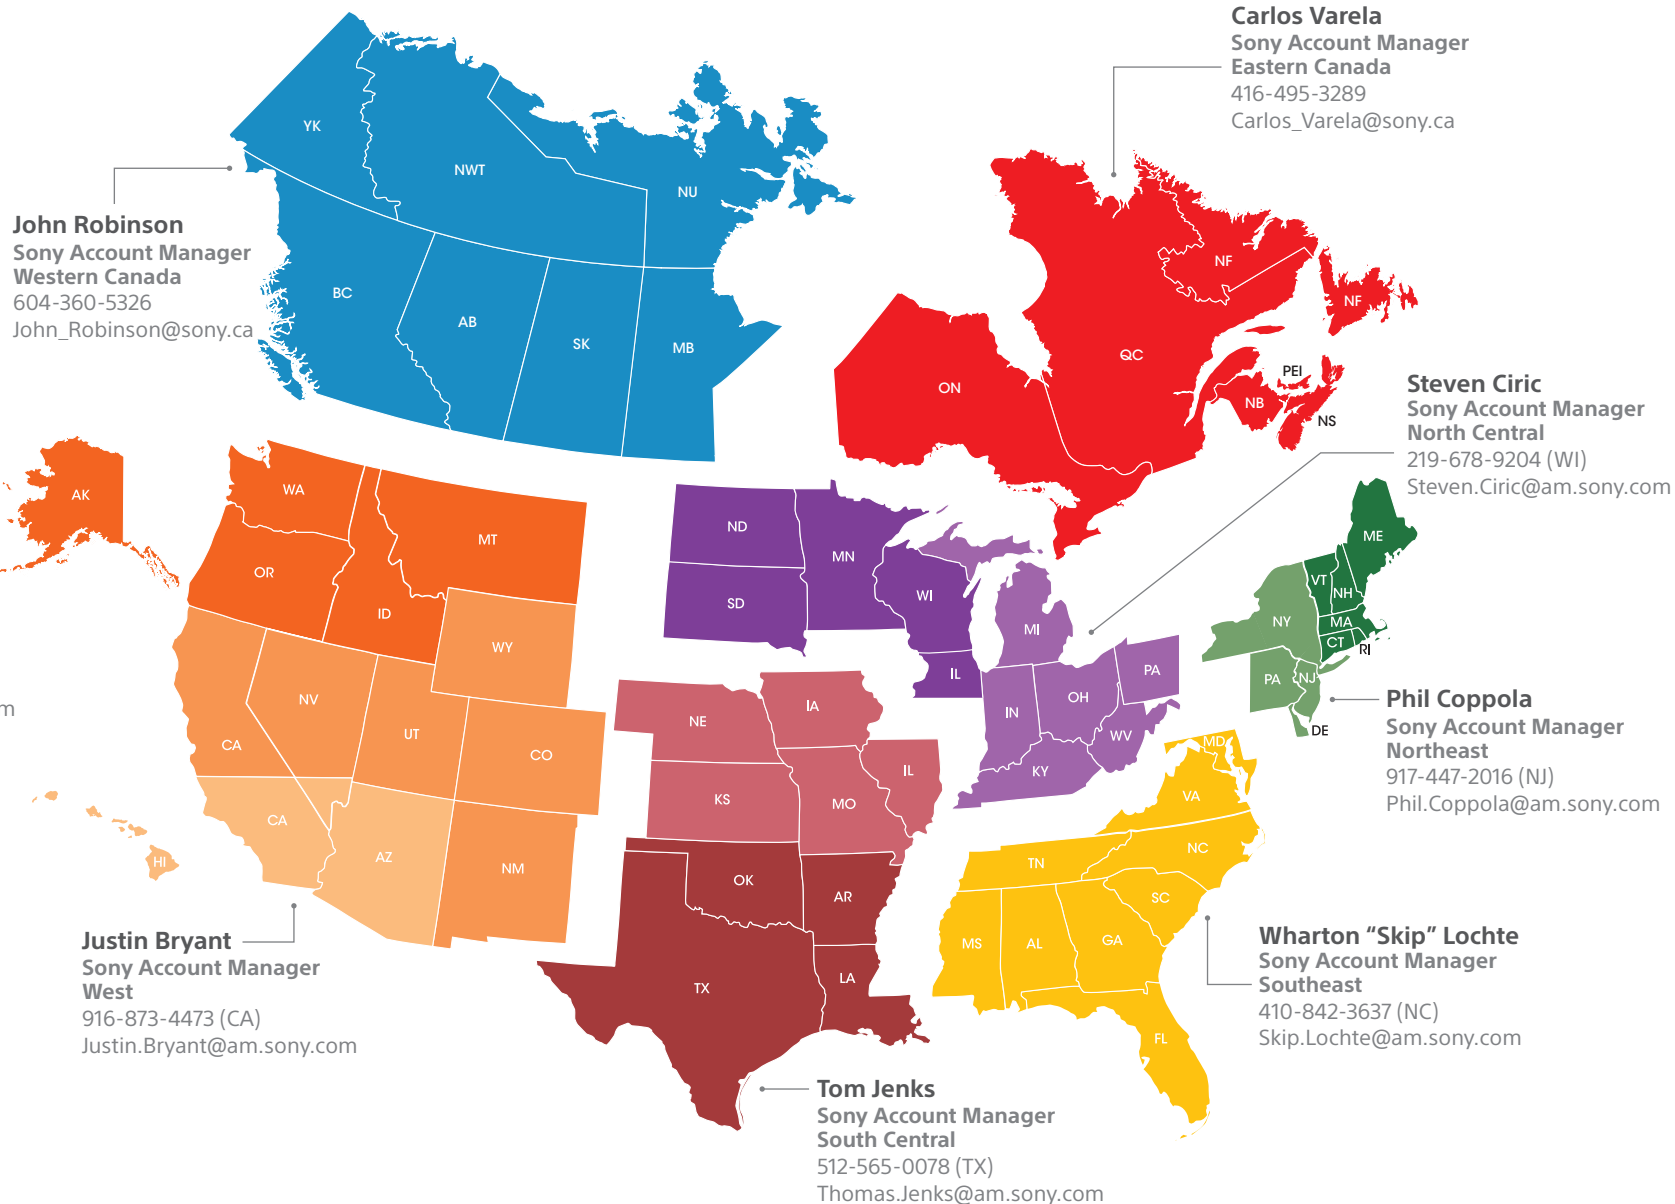 Carlos Varela
Sony Account Manager
Eastern Canada
416-495-3289
Carlos_Varela@sony.ca
John Robinson
Sony Account Manager
Western Canada
604-360-5326
John_Robinson@sony.ca
YK
NWT
NU
BC
AB
SK
MB
NF
NF
QC
ON
PEI
NB
NS
Steven Ciric
Sony Account Manager
North Central
219-678-9204 (WI)
Steven.Ciric@am.sony.com
AK
WA
MT
OR
ID
WY
NV
UT
CO
CA
CA
AZ
NM
HI
m
ND
MN
SD
WI
IL
MI
IN
OH
PA
WV
KY
NE
IA
KS
MO
IL
OK
AR
TX
LA
ME
VT
NH
NY
MA
CT
RI
PA
NJ
DE
Phil Coppola
Sony Account Manager
Northeast
917-447-2016 (NJ)
Phil.Coppola@am.sony.com
MD
VA
TN
NC
SC
MS
AL
GA
FL
Justin Bryant
Sony Account Manager
West
916-873-4473 (CA)
Justin.Bryant@am.sony.com
Wharton “Skip” Lochte
Sony Account Manager
Southeast
410-842-3637 (NC)
Skip.Lochte@am.sony.com
Tom Jenks
Sony Account Manager
South Central
512-565-0078 (TX)
Thomas.Jenks@am.sony.com